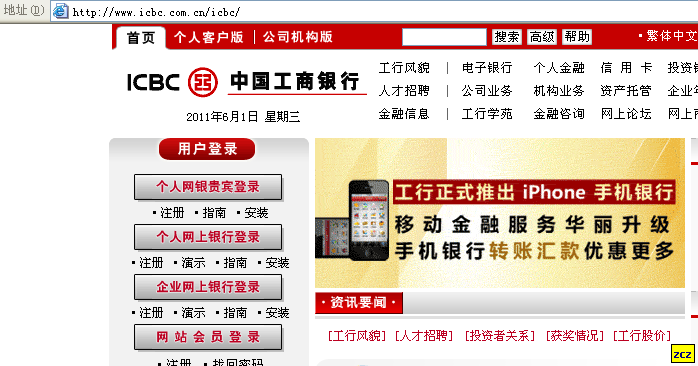 地址(D) http://www.icbc.com.cn/icbc/
首页 个人客户版 | 公司机构版 搜索 高级 帮助 ·繁体中文
ICBC 中国工商银行
2011年6月1日 星期三
工行风貌 | 电子银行 个人金融 信用卡 投资
人才招聘 | 公司业务 机构业务 资产托管 企业
金融信息 | 工行学苑 金融咨询 网上论坛 网上
用户登录
个人网银贵宾登录
·注册 ·指南 ·安装
个人网上银行登录
·注册 ·演示 ·指南 ·安装
企业网上银行登录
·注册 ·演示 ·指南 ·安装
网站会员登录
·注册 ·找回密码
工行正式推出 iPhone 手机银行
移动金融服务华丽升级
手机银行转账汇款优惠更多
·资讯要闻·
[工行风貌] [人才招聘] [投资者关系] [获奖情况] [工行股价]
zcz